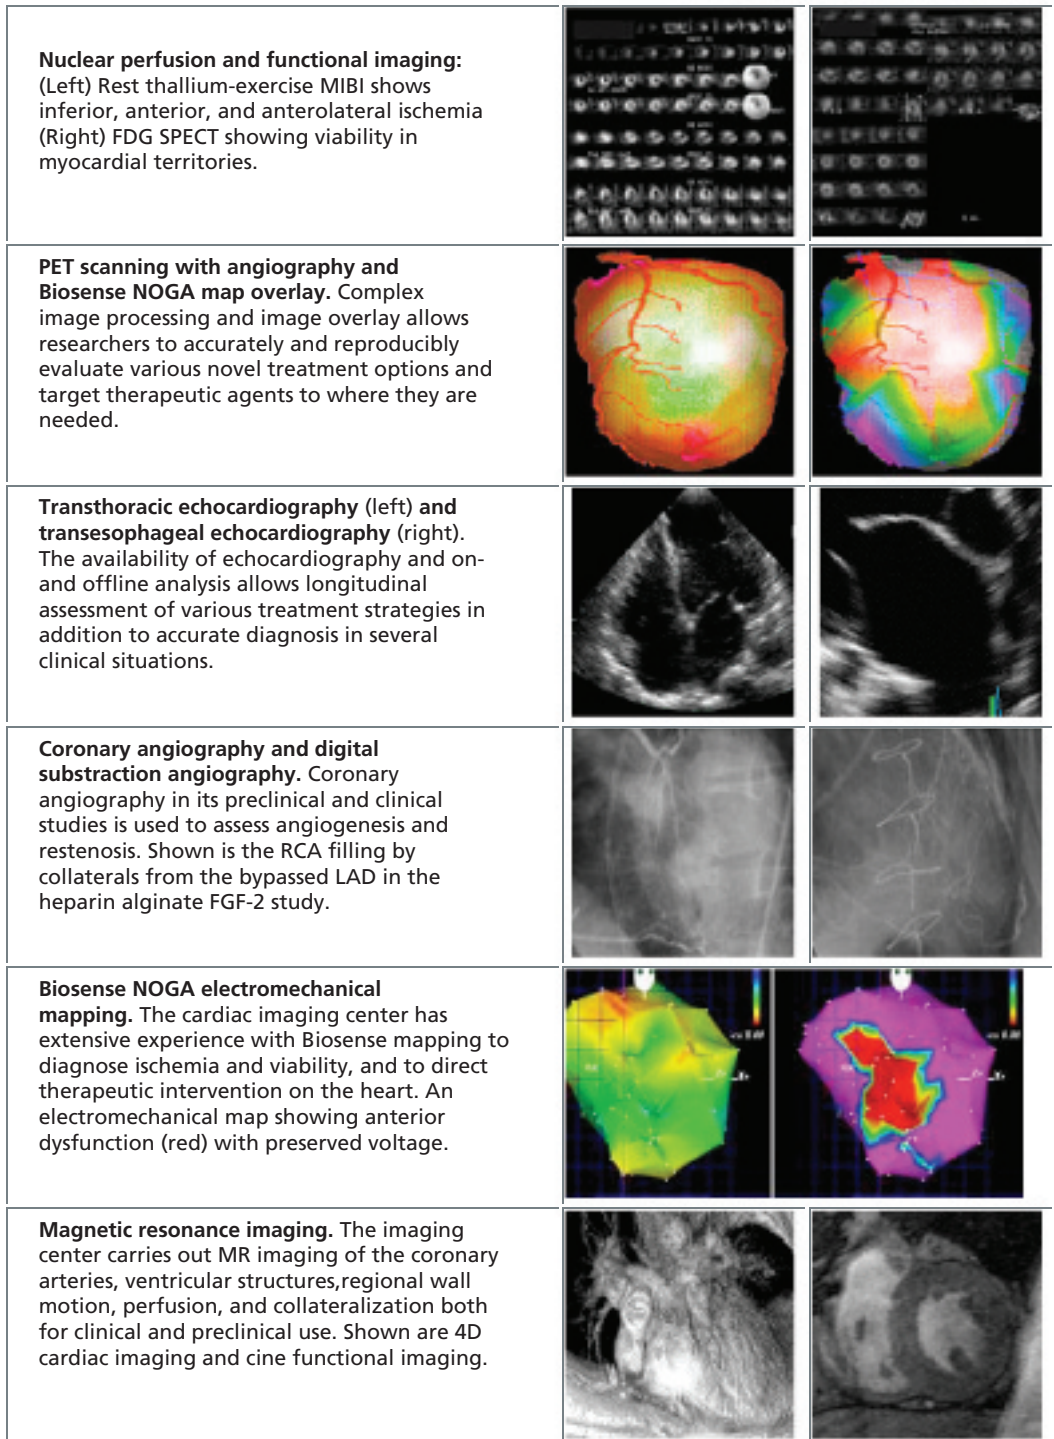 Nuclear perfusion and functional imaging:
(Left) Rest thallium-exercise MIBI shows
inferior, anterior, and anterolateral ischemia
(Right) FDG SPECT showing viability in
myocardial territories.
PET scanning with angiography and
Biosense NOGA map overlay. Complex
image processing and image overlay allows
researchers to accurately and reproducibly
evaluate various novel treatment options and
target therapeutic agents to where they are
needed.
Transthoracic echocardiography (left) and
transesophageal echocardiography (right).
The availability of echocardiography and on-
and offline analysis allows longitudinal
assessment of various treatment strategies in
addition to accurate diagnosis in several
clinical situations.
Coronary angiography and digital
substraction angiography. Coronary
angiography in its preclinical and clinical
studies is used to assess angiogenesis and
restenosis. Shown is the RCA filling by
collaterals from the bypassed LAD in the
heparin alginate FGF-2 study.
Biosense NOGA electromechanical
mapping. The cardiac imaging center has
extensive experience with Biosense mapping to
diagnose ischemia and viability, and to direct
therapeutic intervention on the heart. An
electromechanical map showing anterior
dysfunction (red) with preserved voltage.
Magnetic resonance imaging. The imaging
center carries out MR imaging of the coronary
arteries, ventricular structures,regional wall
motion, perfusion, and collateralization both
for clinical and preclinical use. Shown are 4D
cardiac imaging and cine functional imaging.